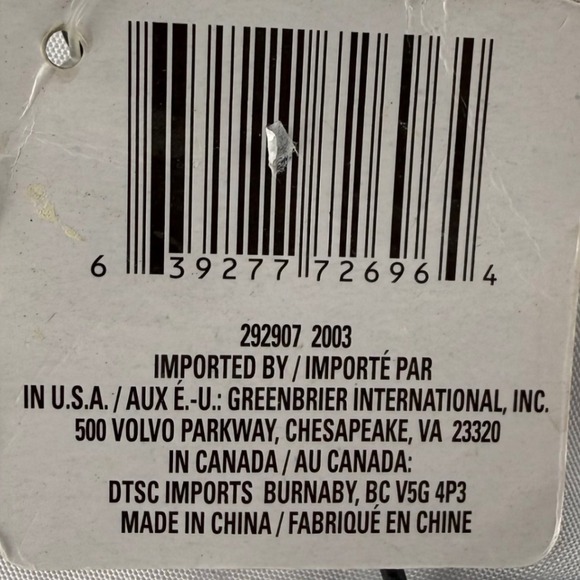 6 39277 72696 4
292907 2003
IMPORTED BY / IMPORTÉ PAR
IN U.S.A. / AUX É.-U.: GREENBRIER INTERNATIONAL, INC.
500 VOLVO PARKWAY, CHESAPEAKE, VA 23320
IN CANADA / AU CANADA:
DTSC IMPORTS BURNABY, BC V5G 4P3
MADE IN CHINA / FABRIQUÉ EN CHINE